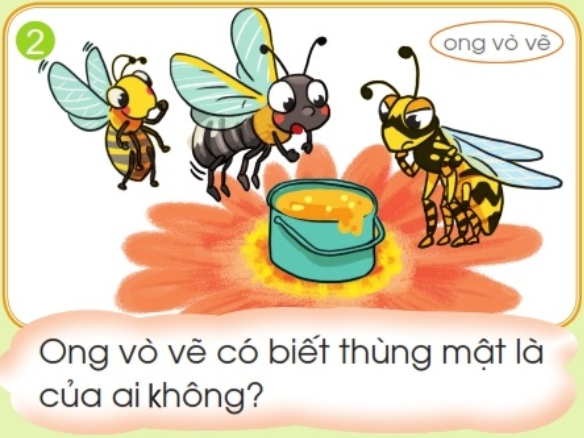 2
ong vò vẽ
Ong vò vẽ có biết thùng mật là
của ai không?